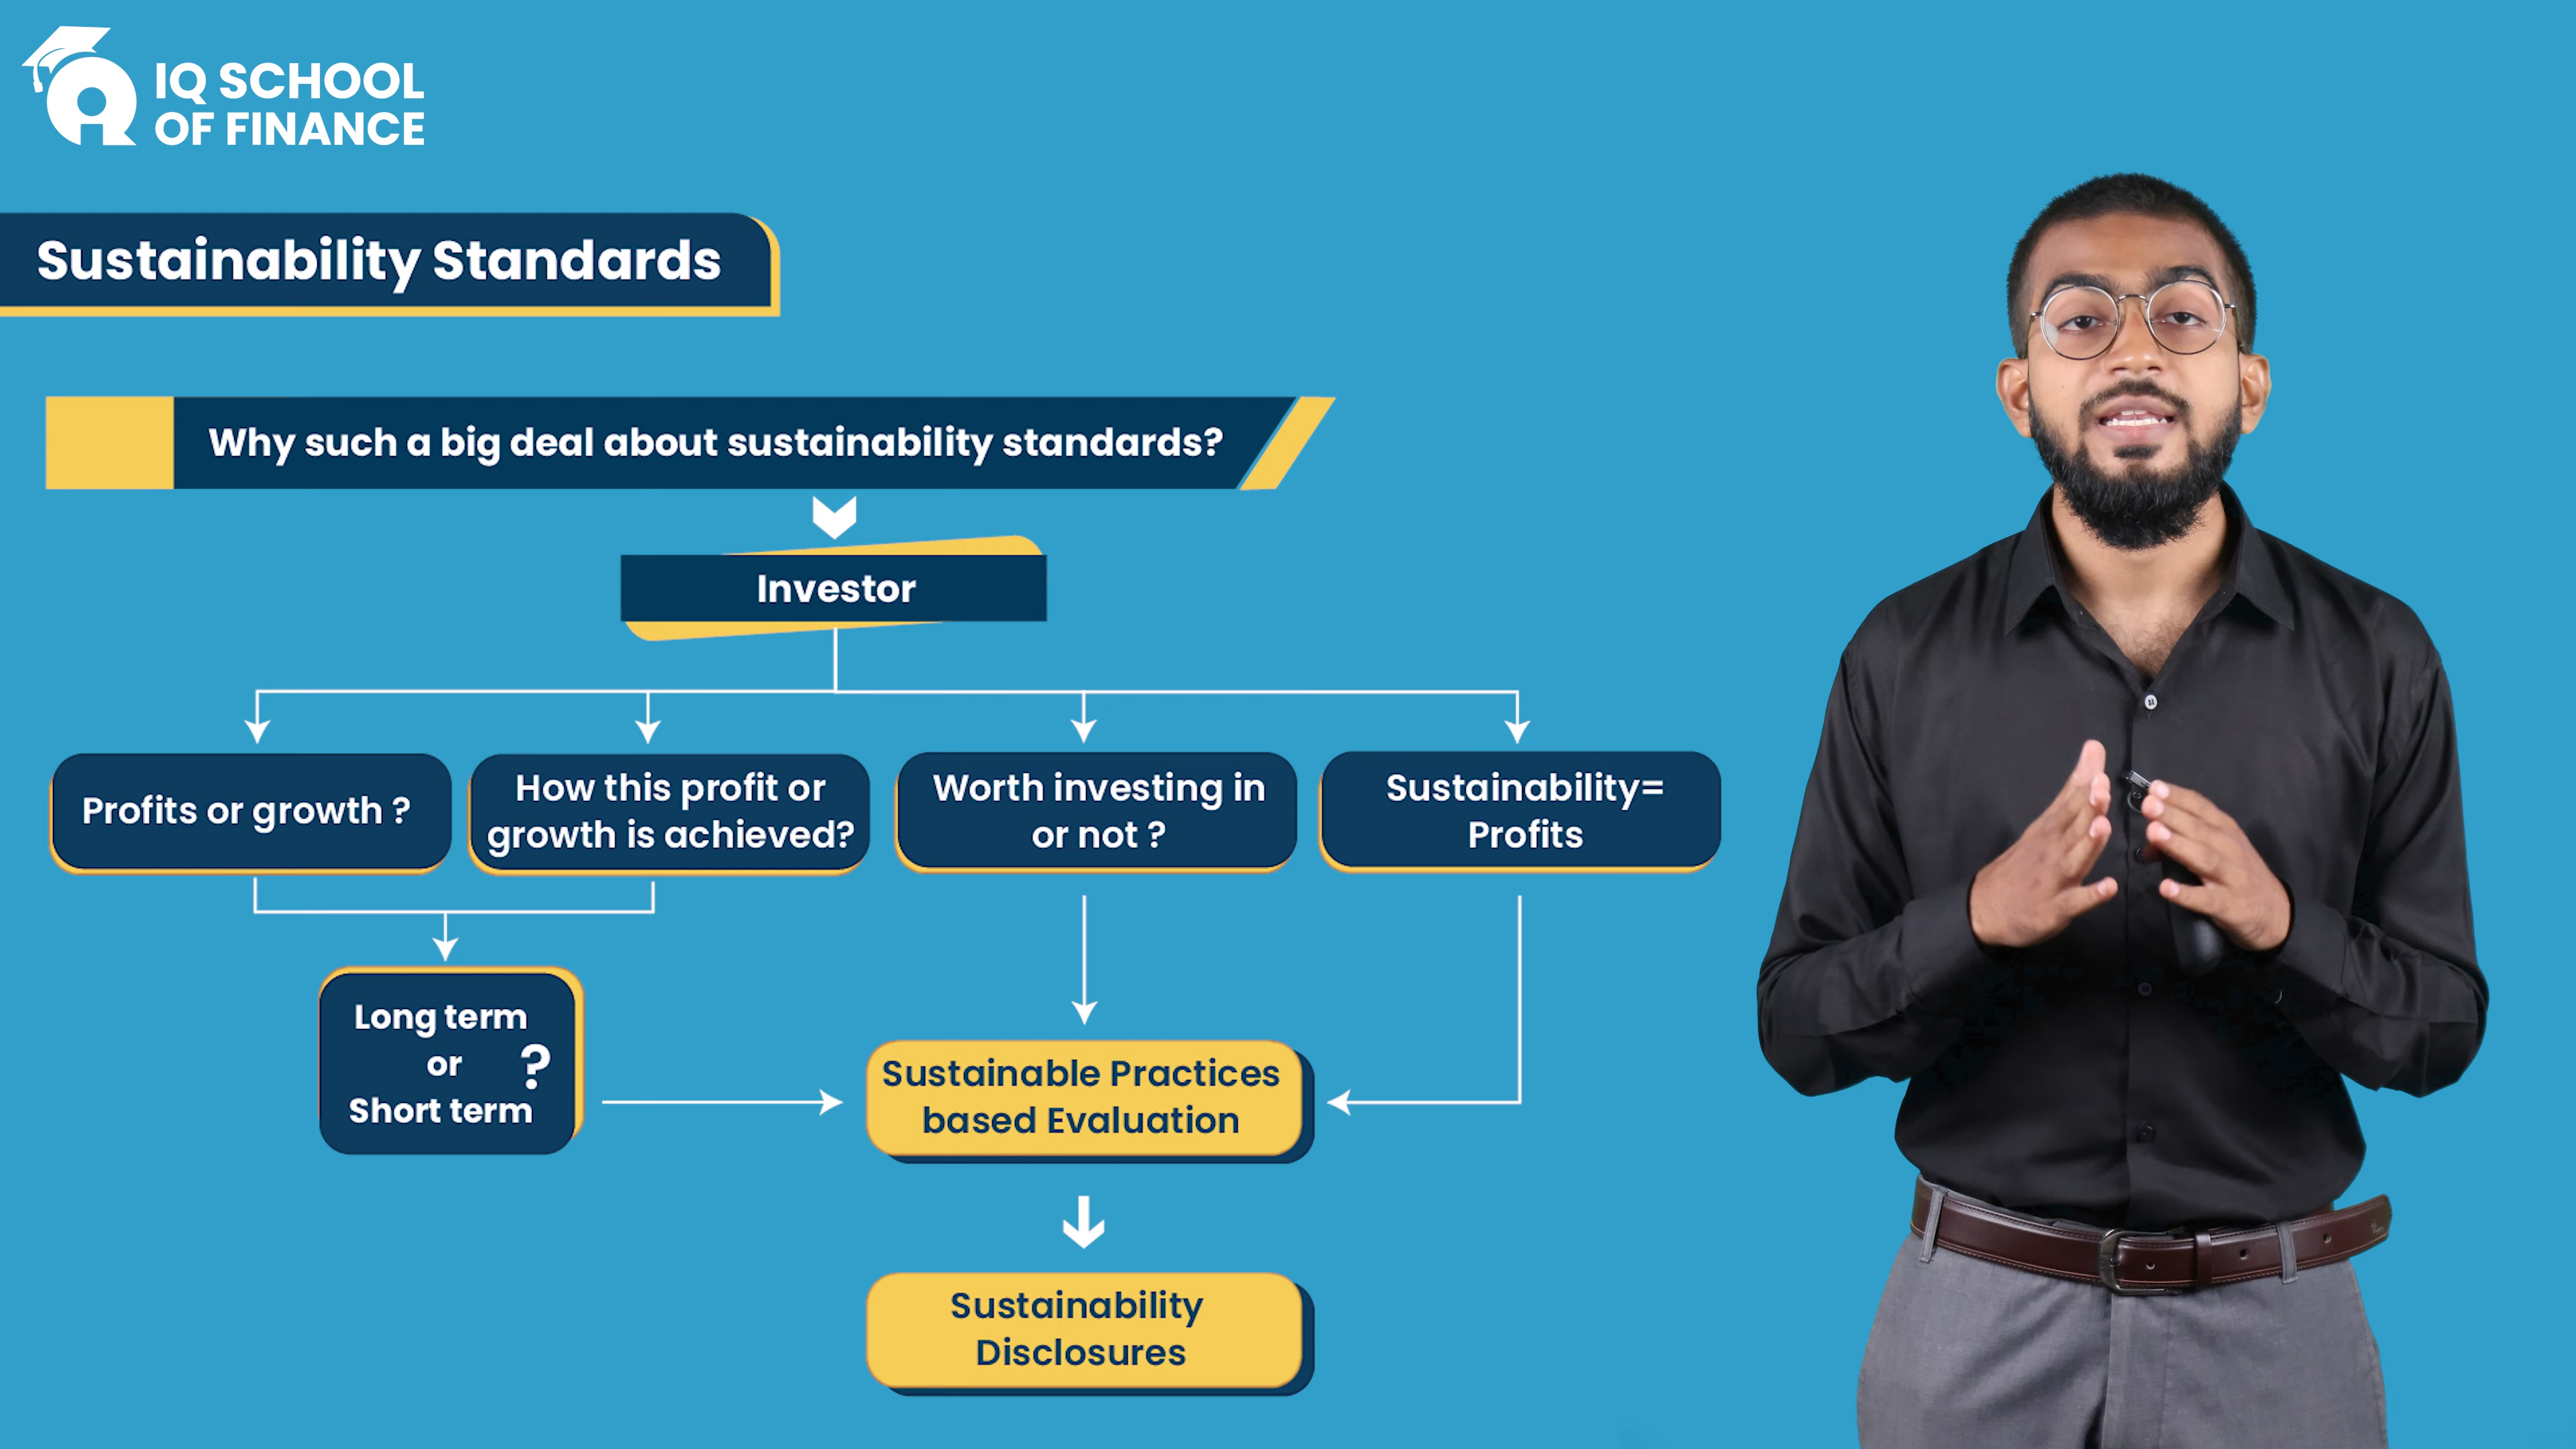 IQ SCHOOL
OF FINANCE
Sustainability Standards
Why such a big deal about sustainability standards?
Investor
Profits or growth ?
How this profit or
growth is achieved?
Worth investing in
or not ?
Sustainability=
Profits
Long term
or
?
Short term
Sustainable Practices
based Evaluation
Sustainability
Disclosures